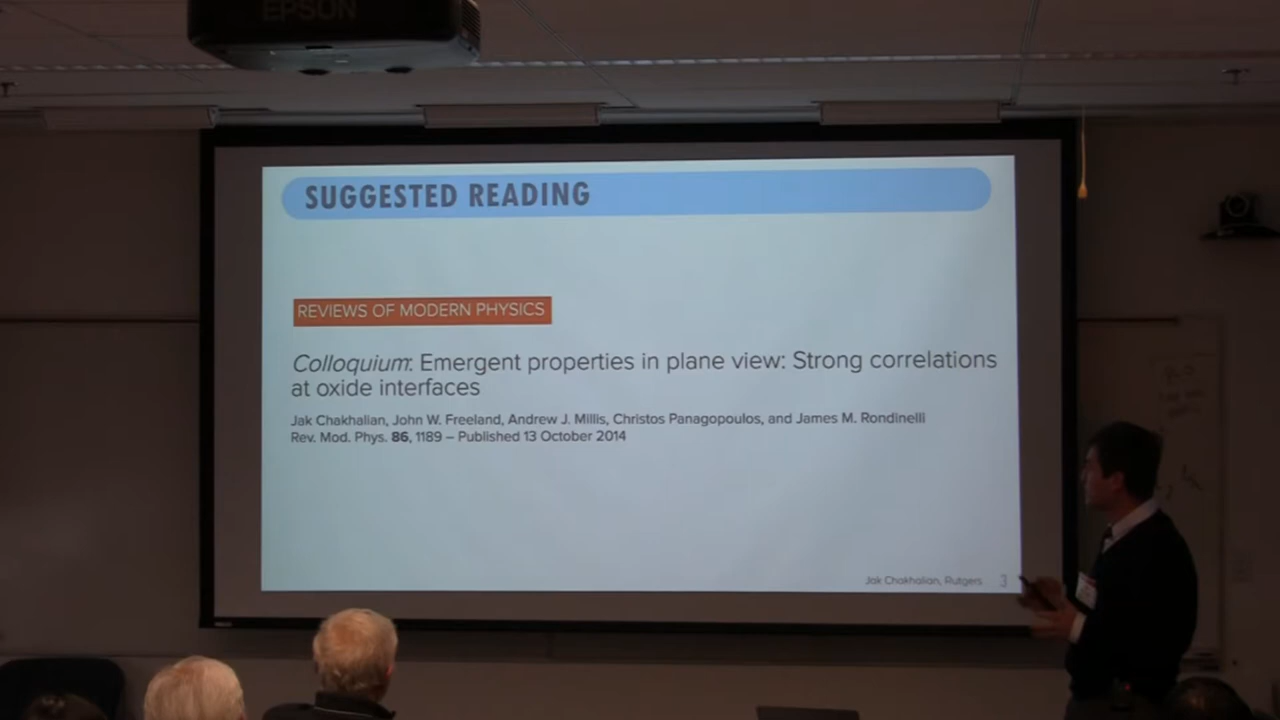 EPSON
SUGGESTED READING
REVIEWS OF MODERN PHYSICS
Colloquium: Emergent properties in plane view: Strong correlations
at oxide interfaces
Jak Chakhalian, John W. Freeland, Andrew J. Millis, Christos Panagopoulos, and James M. Rondinelli
Rev. Mod. Phys. 86, 1189 – Published 13 October 2014
Jak Chakhalian, Rutgers 3